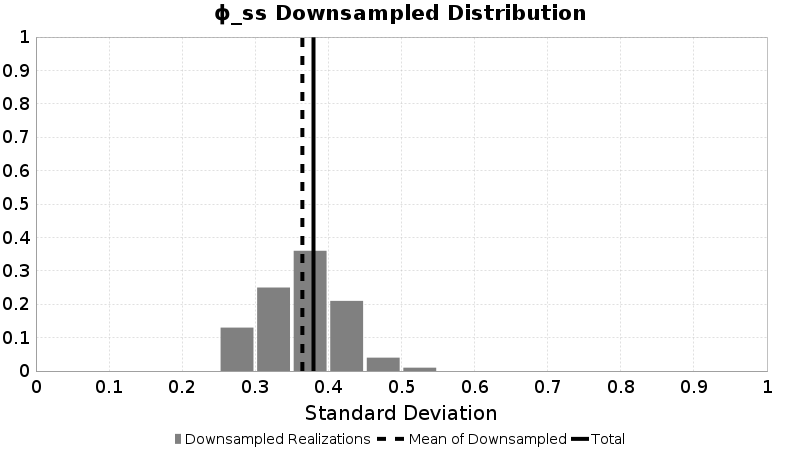 ϕ_ss Downsampled Distribution
1
0.9
0.8
0.7
0.6
0.5
0.4
0.3
0.2
0.1
0
0 0.1 0.2 0.3 0.4 0.5 0.6 0.7 0.8 0.9 1
Standard Deviation
Downsampled Realizations Mean of Downsampled Total